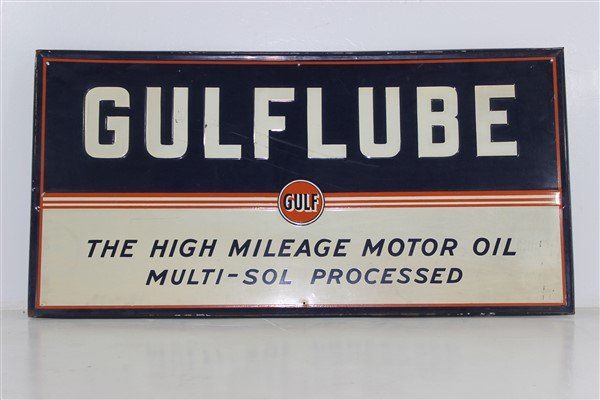 GULFLUBE
GULF
THE HIGH MILEAGE MOTOR OIL
MULTI-SOL PROCESSED